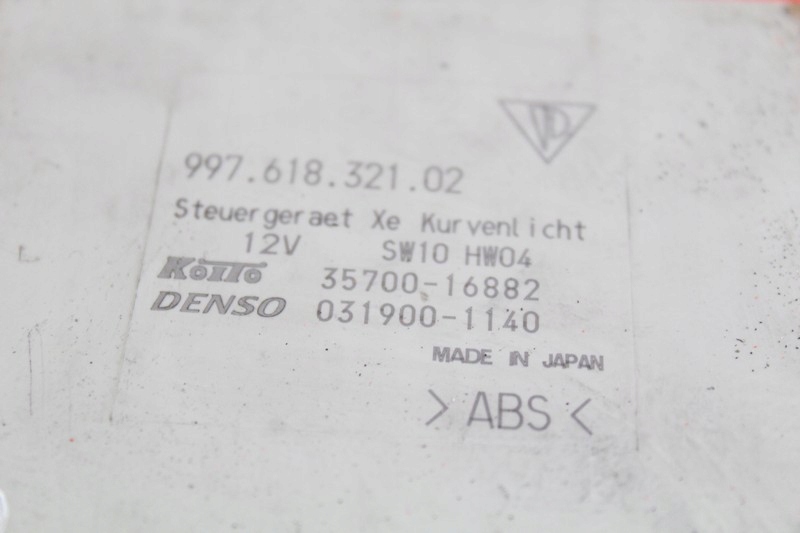 997.618.321.02
Steuergeraet Xe Kurvenlicht
12V SW10 HW04
KOITO 35700-16882
DENSO 031900-1140
MADE IN JAPAN
>ABS<